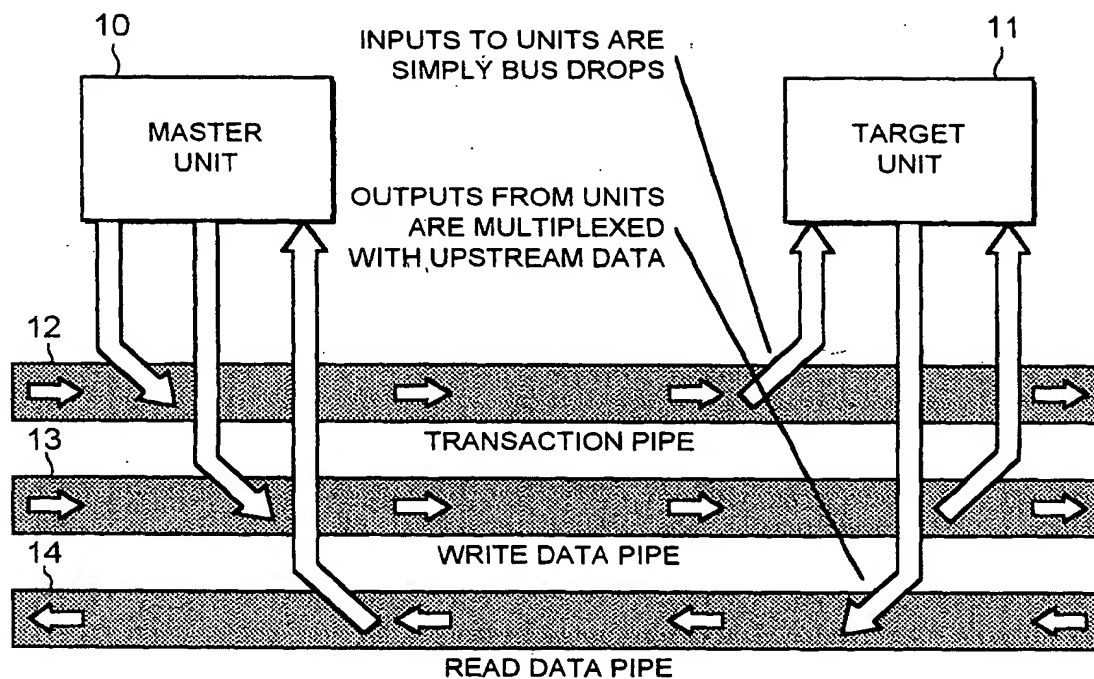 10
11
INPUTS TO UNITS ARE
SIMPLY BUS DROPS
MASTER
UNIT
TARGET
UNIT
OUTPUTS FROM UNITS
ARE MULTIPLEXED
WITH UPSTREAM DATA
12
TRANSACTION PIPE
13
WRITE DATA PIPE
14
READ DATA PIPE